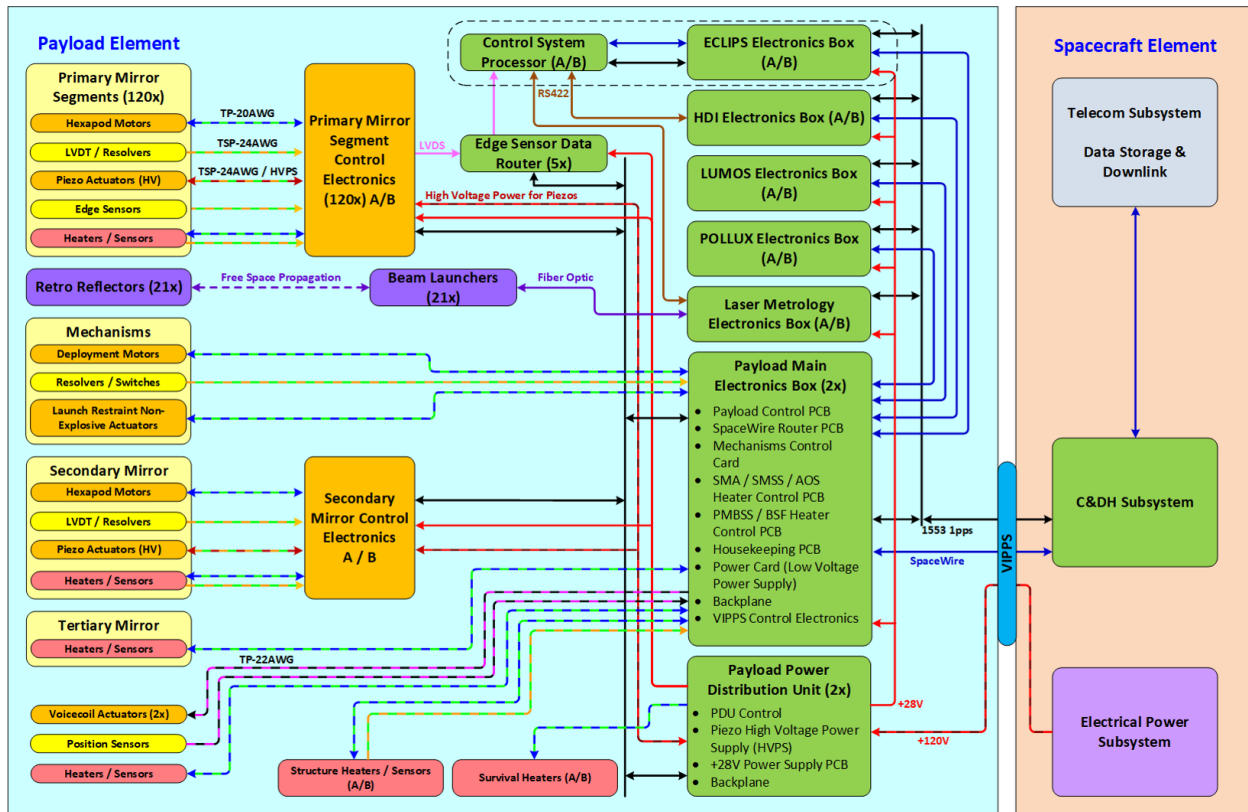 Payload Element
Primary Mirror
Segments (120x)
Hexapod Motors
LVDT / Resolvers
Piezo Actuators (HV)
Edge Sensors
Heaters / Sensors
TP-20AWG
TSP-24AWG
TSP-24AWG / HVPS
Primary Mirror
Segment
Control
Electronics
(120x) A/B
LVDS
Control System
Processor (A/B)
RS422
Edge Sensor Data
Router (5x)
High Voltage Power for Piezos
ECLIPS Electronics Box
(A/B)
HDI Electronics Box (A/B)
LUMOS Electronics Box
(A/B)
POLLUX Electronics Box
(A/B)
Laser Metrology
Electronics Box (A/B)
Retro Reflectors (21x)
Free Space Propagation
Beam Launchers
(21x)
Fiber Optic
Mechanisms
Deployment Motors
Resolvers / Switches
Launch Restraint Non-
Explosive Actuators
Secondary Mirror
Hexapod Motors
LVDT / Resolvers
Piezo Actuators (HV)
Heaters / Sensors
Secondary
Mirror Control
Electronics
A / B
Tertiary Mirror
Heaters / Sensors
TP-22AWG
Voicecoil Actuators (2x)
Position Sensors
Heaters / Sensors
Structure Heaters / Sensors
(A/B)
Survival Heaters (A/B)
Payload Main
Electronics Box (2x)
• Payload Control PCB
• SpaceWire Router PCB
• Mechanisms Control
Card
• SMA / SMSS / AOS
Heater Control PCB
• PMBSS / BSF Heater
Control PCB
• Housekeeping PCB
• Power Card (Low Voltage
Power Supply)
• Backplane
• VIPPS Control Electronics
Payload Power
Distribution Unit (2x)
• PDU Control
• Piezo High Voltage Power
Supply (HVPS)
• +28V Power Supply PCB
• Backplane
1553 1pps
SpaceWire
+28V
+120V
VIPPS
Spacecraft Element
Telecom Subsystem
Data Storage &
Downlink
C&DH Subsystem
Electrical Power
Subsystem